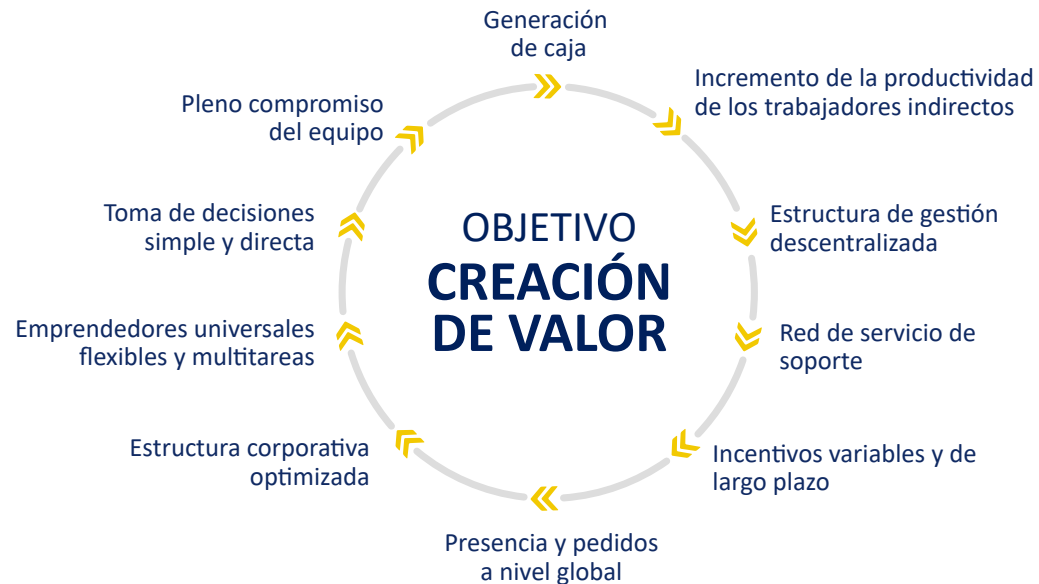 Generación
de caja
Incremento de la productividad
de los trabajadores indirectos
Estructura de gestión
descentralizada
Red de servicio de
soporte
Incentivos variables y de
largo plazo
Presencia y pedidos
a nivel global
Estructura corporativa
optimizada
Emprendedores universales
flexibles y multitareas
Toma de decisiones
simple y directa
Pleno compromiso
del equipo
OBJETIVO
CREACIÓN
DE VALOR